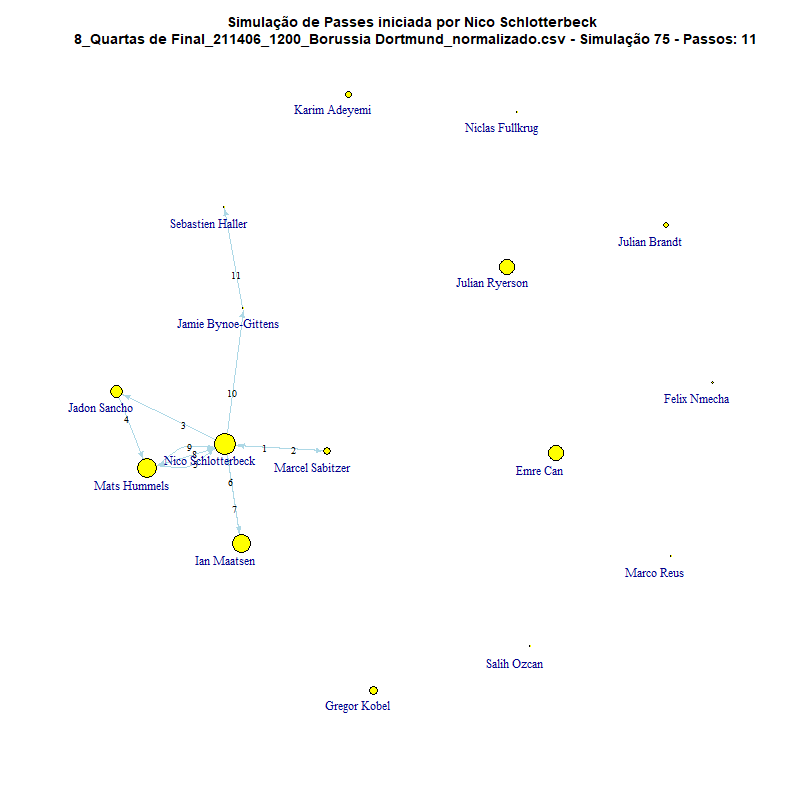 Simulação de Passes iniciada por Nico Schlotterbeck
8_Quartas de Final_211406_1200_Borussia Dortmund_normalizado.csv - Simulação 75 - Passos: 11
Karim Adeyemi
Niclas Fullkrug
Sebastien Haller
Julian Brandt
11
Julian Ryerson
Jamie Bynoe-Gittens
10
Felix Nmecha
Jadon Sancho
4
3
9
1
2
8
5
Nico Schlotterbeck
Marcel Sabitzer
Emre Can
Mats Hummels
6
7
Ian Maatsen
Marco Reus
Salih Ozcan
Gregor Kobel